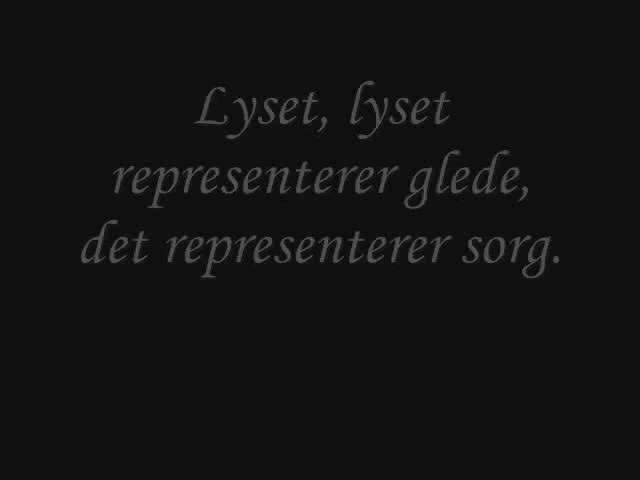 Lyset, lyset
representerer glede,
det representerer sorg.